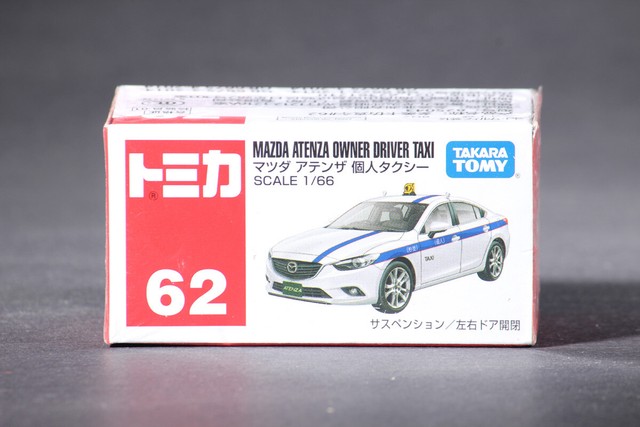 トミカ
®
62
MAZDA ATENZA OWNER DRIVER TAXI
マツダ アテンザ 個人タクシー
SCALE 1/66
TAKARA
TOMY
ATENZA
TAXI
サスペンション／左右ドア開閉